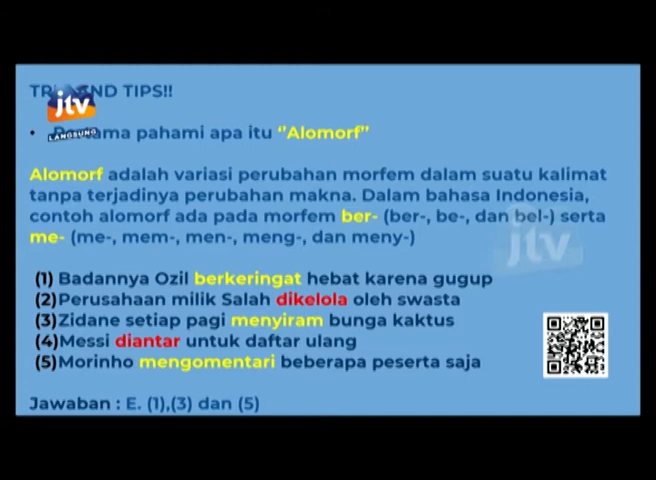 TR AND TIPS!!
jtv
LANGSUNG
• tama pahami apa itu "Alomorf"
Alomorf adalah variasi perubahan morfem dalam suatu kalimat
tanpa terjadinya perubahan makna. Dalam bahasa Indonesia,
contoh alomorf ada pada morfem ber- (ber-, be-, dan bel-) serta
me- (me-, mem-, men-, meng-, dan meny-)
jtv
(1) Badannya Ozil berkeringat hebat karena gugup
(2)Perusahaan milik Salah dikelola oleh swasta
(3)Zidane setiap pagi menyiram bunga kaktus
(4)Messi diantar untuk daftar ulang
(5)Morinho mengomentari beberapa peserta saja
Jawaban : E. (1),(3) dan (5)